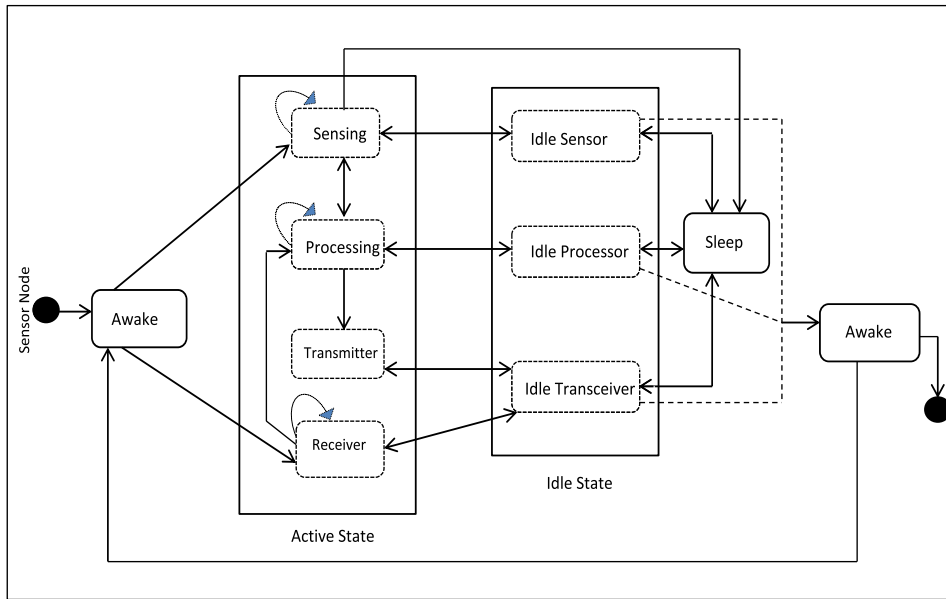 Sensor Node
Awake
Sensing
Processing
Transmitter
Receiver
Active State
Idle Sensor
Idle Processor
Idle Transceiver
Idle State
Sleep
Awake